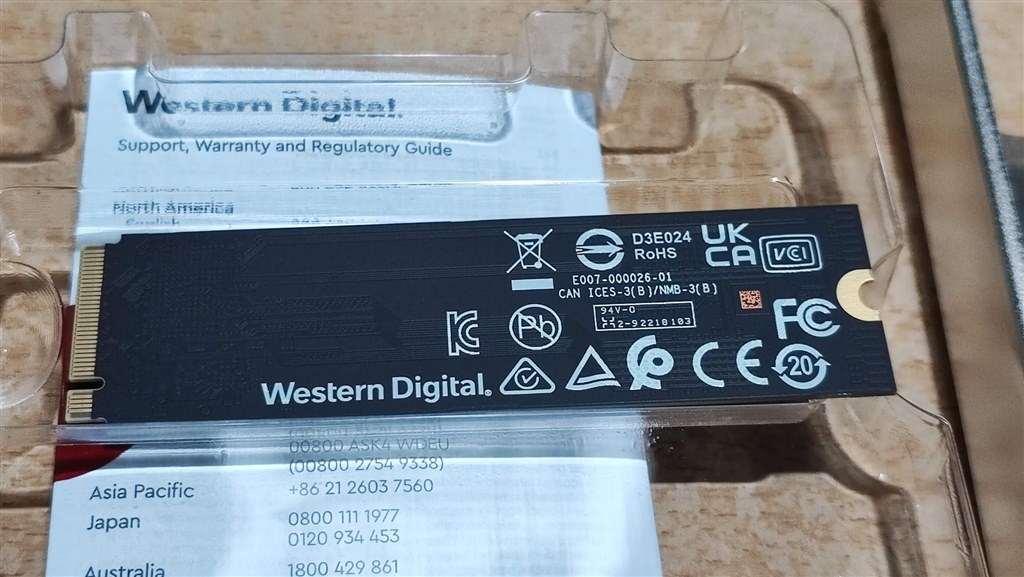 Western Digital.
Support, Warranty and Regulatory Guide
North America
English
D3E024
RoHS
UK
CA
VCI
E007-000026-01
CAN ICES-3(B)/NMB-3(B)
94V-0
Pb
FC
CE
20
Western Digital.
00800 ASK4 WDEU
(00800 2754 9338)
Asia Pacific
+86 21 2603 7560
Japan
0800 111 1977
0120 934 453
Australia
1800 429 861